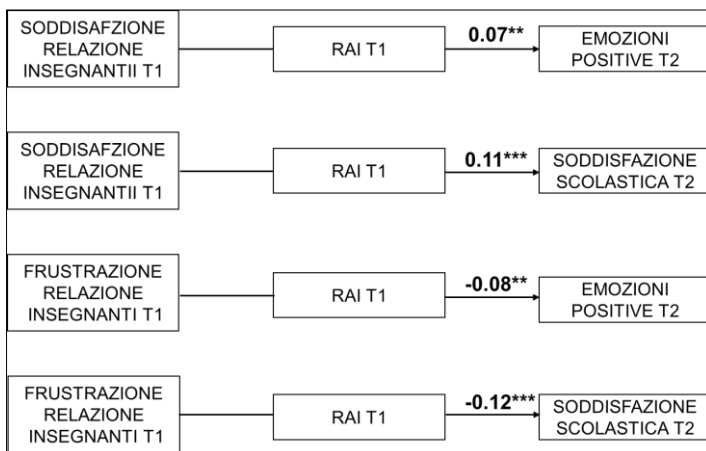 SODDISAFZIONE
RELAZIONE
INSEGNANTII T1
RAI T1
0.07**
EMOZIONI
POSITIVE T2
SODDISAFZIONE
RELAZIONE
INSEGNANTII T1
RAI T1
0.11***
SODDISFAZIONE
SCOLASTICA T2
FRUSTRAZIONE
RELAZIONE
INSEGNANTI T1
RAI T1
-0.08**
EMOZIONI
POSITIVE T2
FRUSTRAZIONE
RELAZIONE
INSEGNANTI T1
RAI T1
-0.12***
SODDISFAZIONE
SCOLASTICA T2